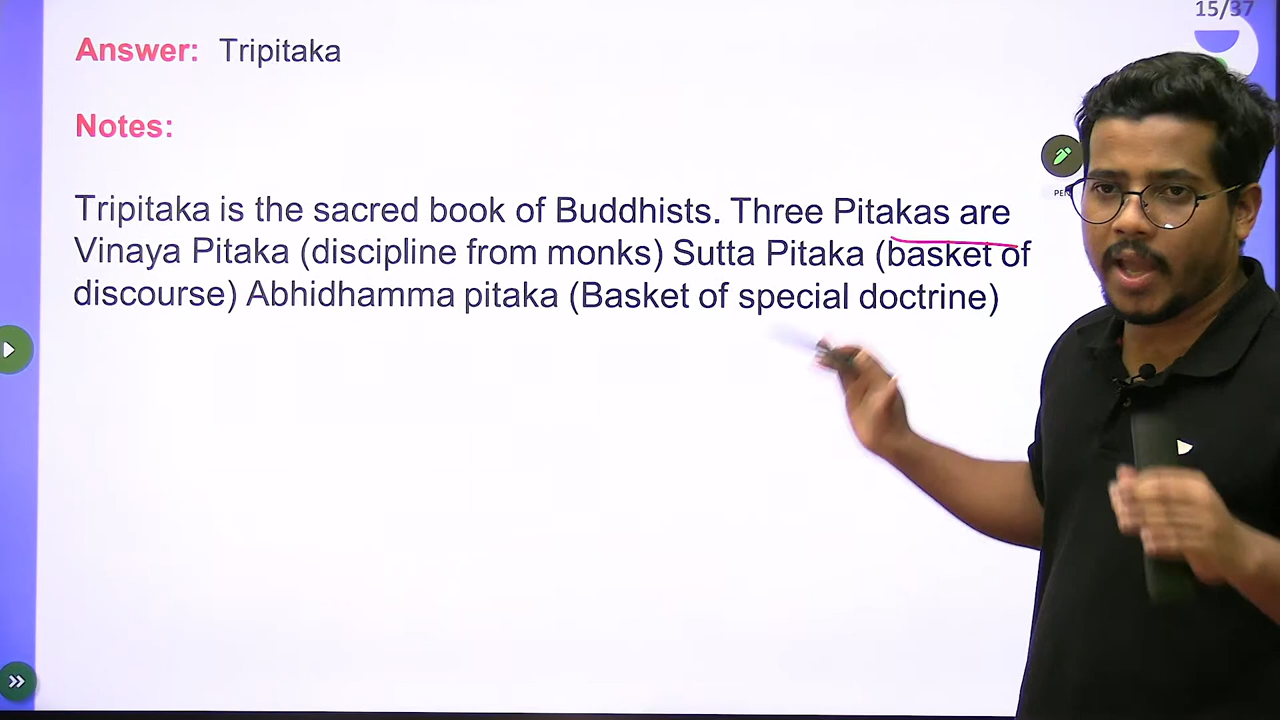 15/37
Answer: Tripitaka
Notes:
Tripitaka is the sacred book of Buddhists. Three Pitakas are
Vinaya Pitaka (discipline from monks) Sutta Pitaka (basket of
discourse) Abhidhamma pitaka (Basket of special doctrine)